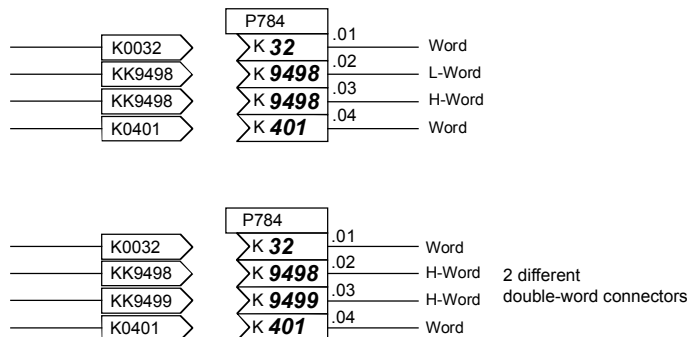 P784
K0032 K 32 .01 Word
KK9498 K 9498 .02 L-Word
KK9498 K 9498 .03 H-Word
K0401 K 401 .04 Word
P784
K0032 K 32 .01 Word
KK9498 K 9498 .02 H-Word 2 different
KK9499 K 9499 .03 H-Word double-word connectors
K0401 K 401 .04 Word